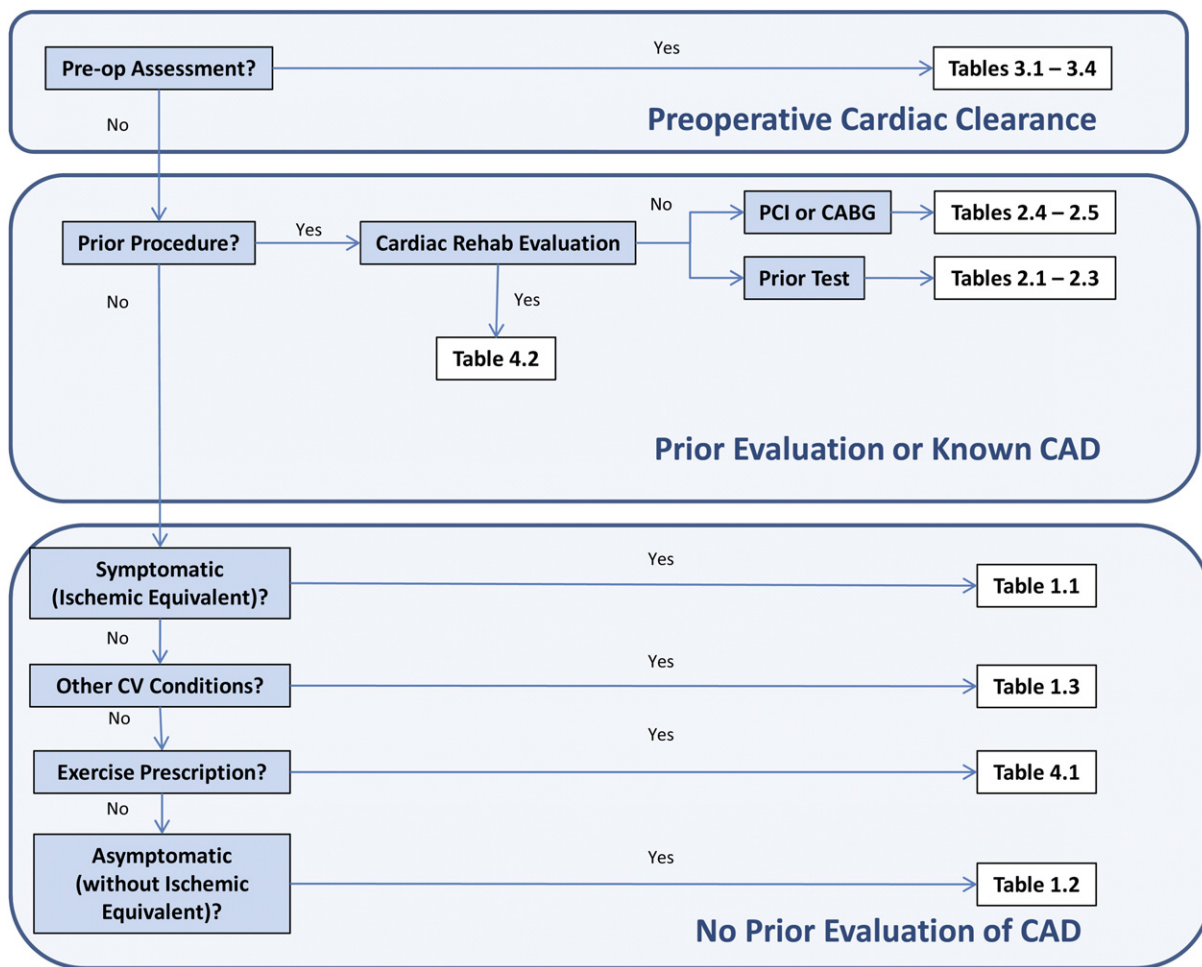 Pre-op Assessment?
Yes
Tables 3.1 – 3.4
No
Preoperative Cardiac Clearance
Prior Procedure?
Yes
Cardiac Rehab Evaluation
No
PCI or CABG
Tables 2.4 – 2.5
Prior Test
Tables 2.1 – 2.3
No
Yes
Table 4.2
Prior Evaluation or Known CAD
Symptomatic
(Ischemic Equivalent)?
Yes
Table 1.1
No
Other CV Conditions?
Yes
Table 1.3
No
Exercise Prescription?
Yes
Table 4.1
No
Asymptomatic
(without Ischemic
Equivalent)?
Yes
Table 1.2
No Prior Evaluation of CAD